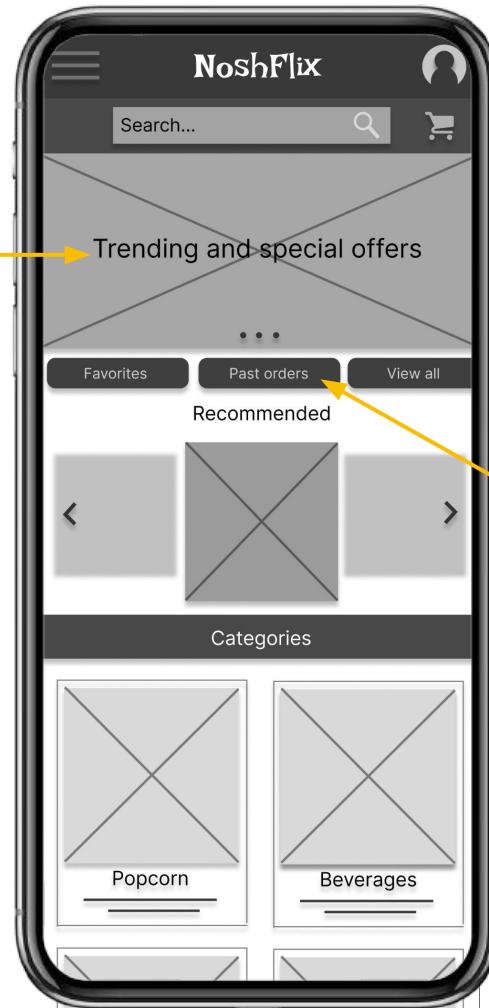 NoshFlix
Search...
Trending and special offers
Favorites Past orders View all
Recommended
Categories
Popcorn Beverages